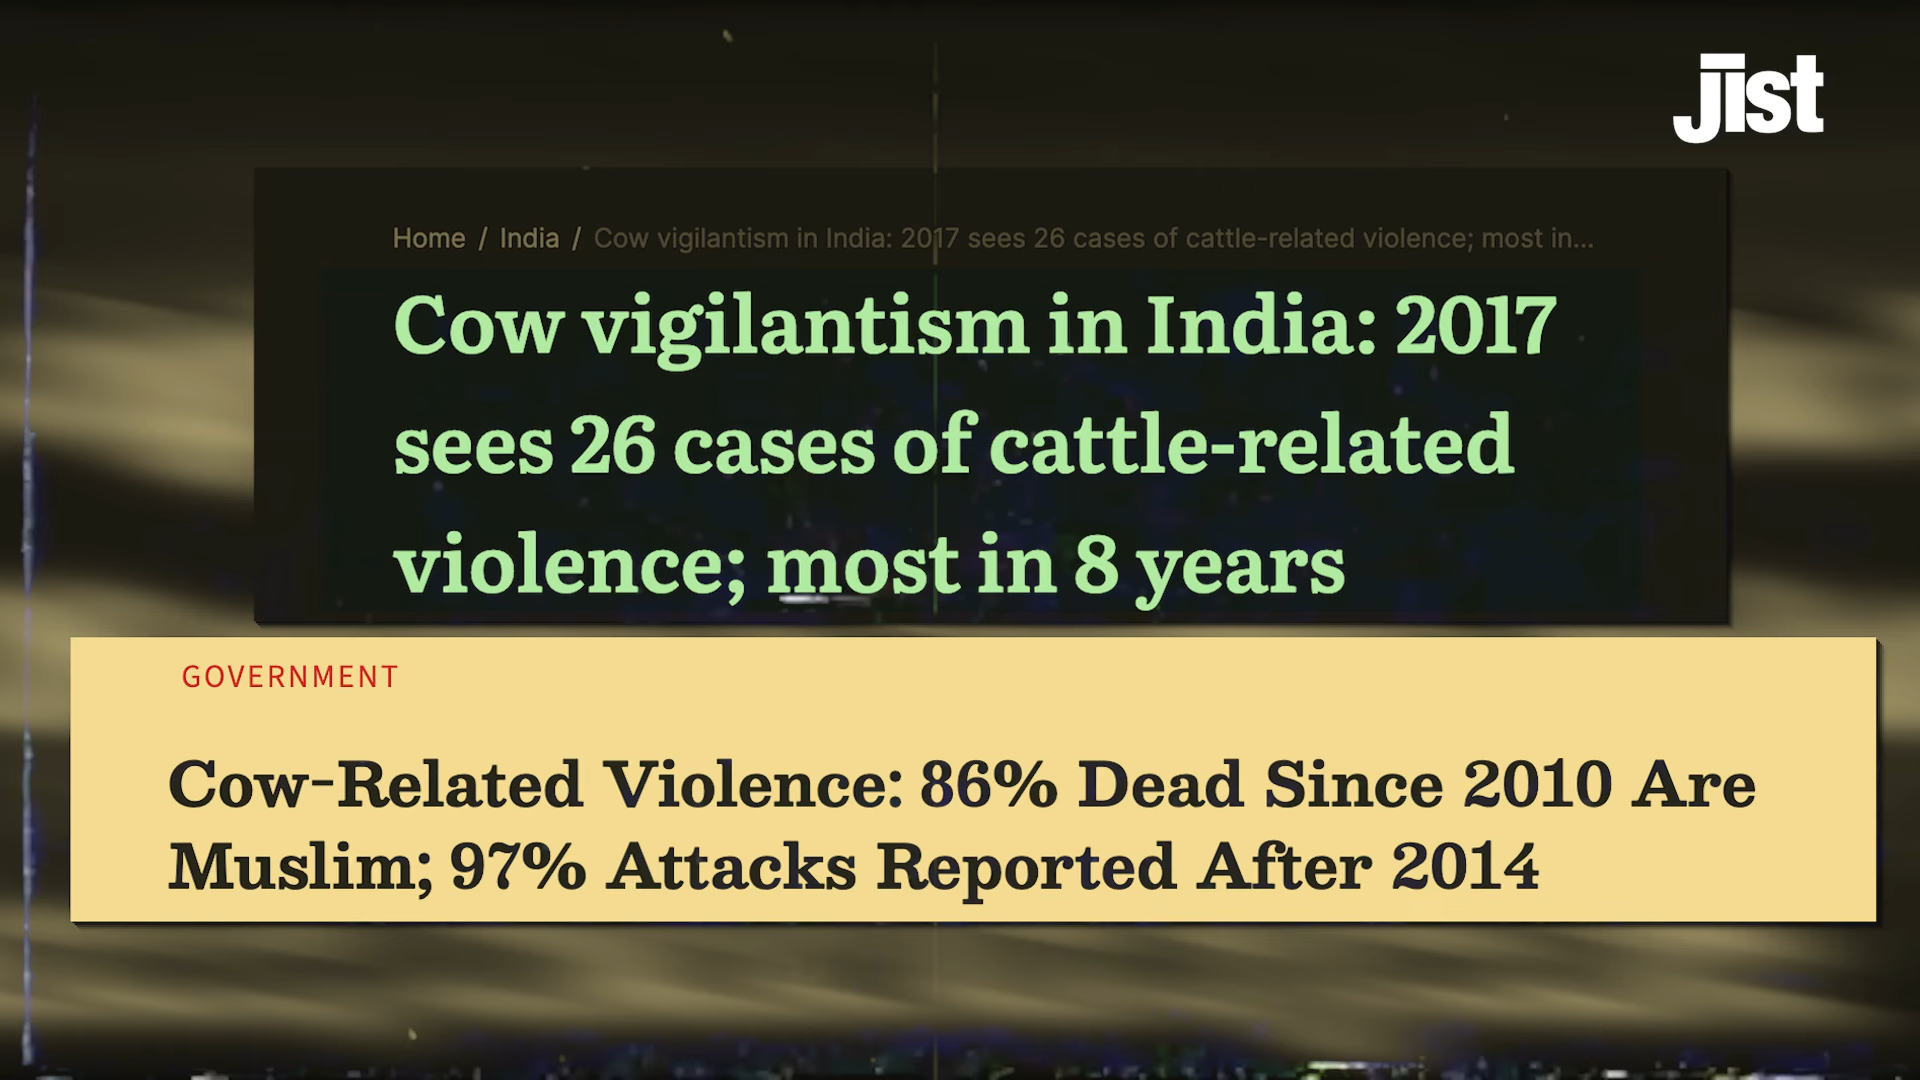 jist
Home / India / Cow vigilantism in India: 2017 sees 26 cases of cattle-related violence; most in...
Cow vigilantism in India: 2017
sees 26 cases of cattle-related
violence; most in 8 years
GOVERNMENT
Cow-Related Violence: 86% Dead Since 2010 Are
Muslim; 97% Attacks Reported After 2014